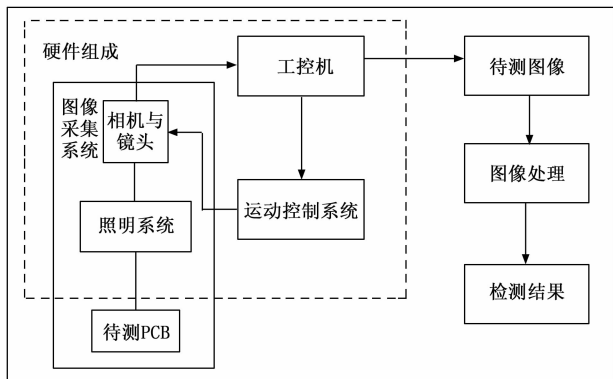 硬件组成
工控机
待测图像
图像
采集
系统
相机与
镜头
图像处理
运动控制系统
照明系统
检测结果
待测PCB